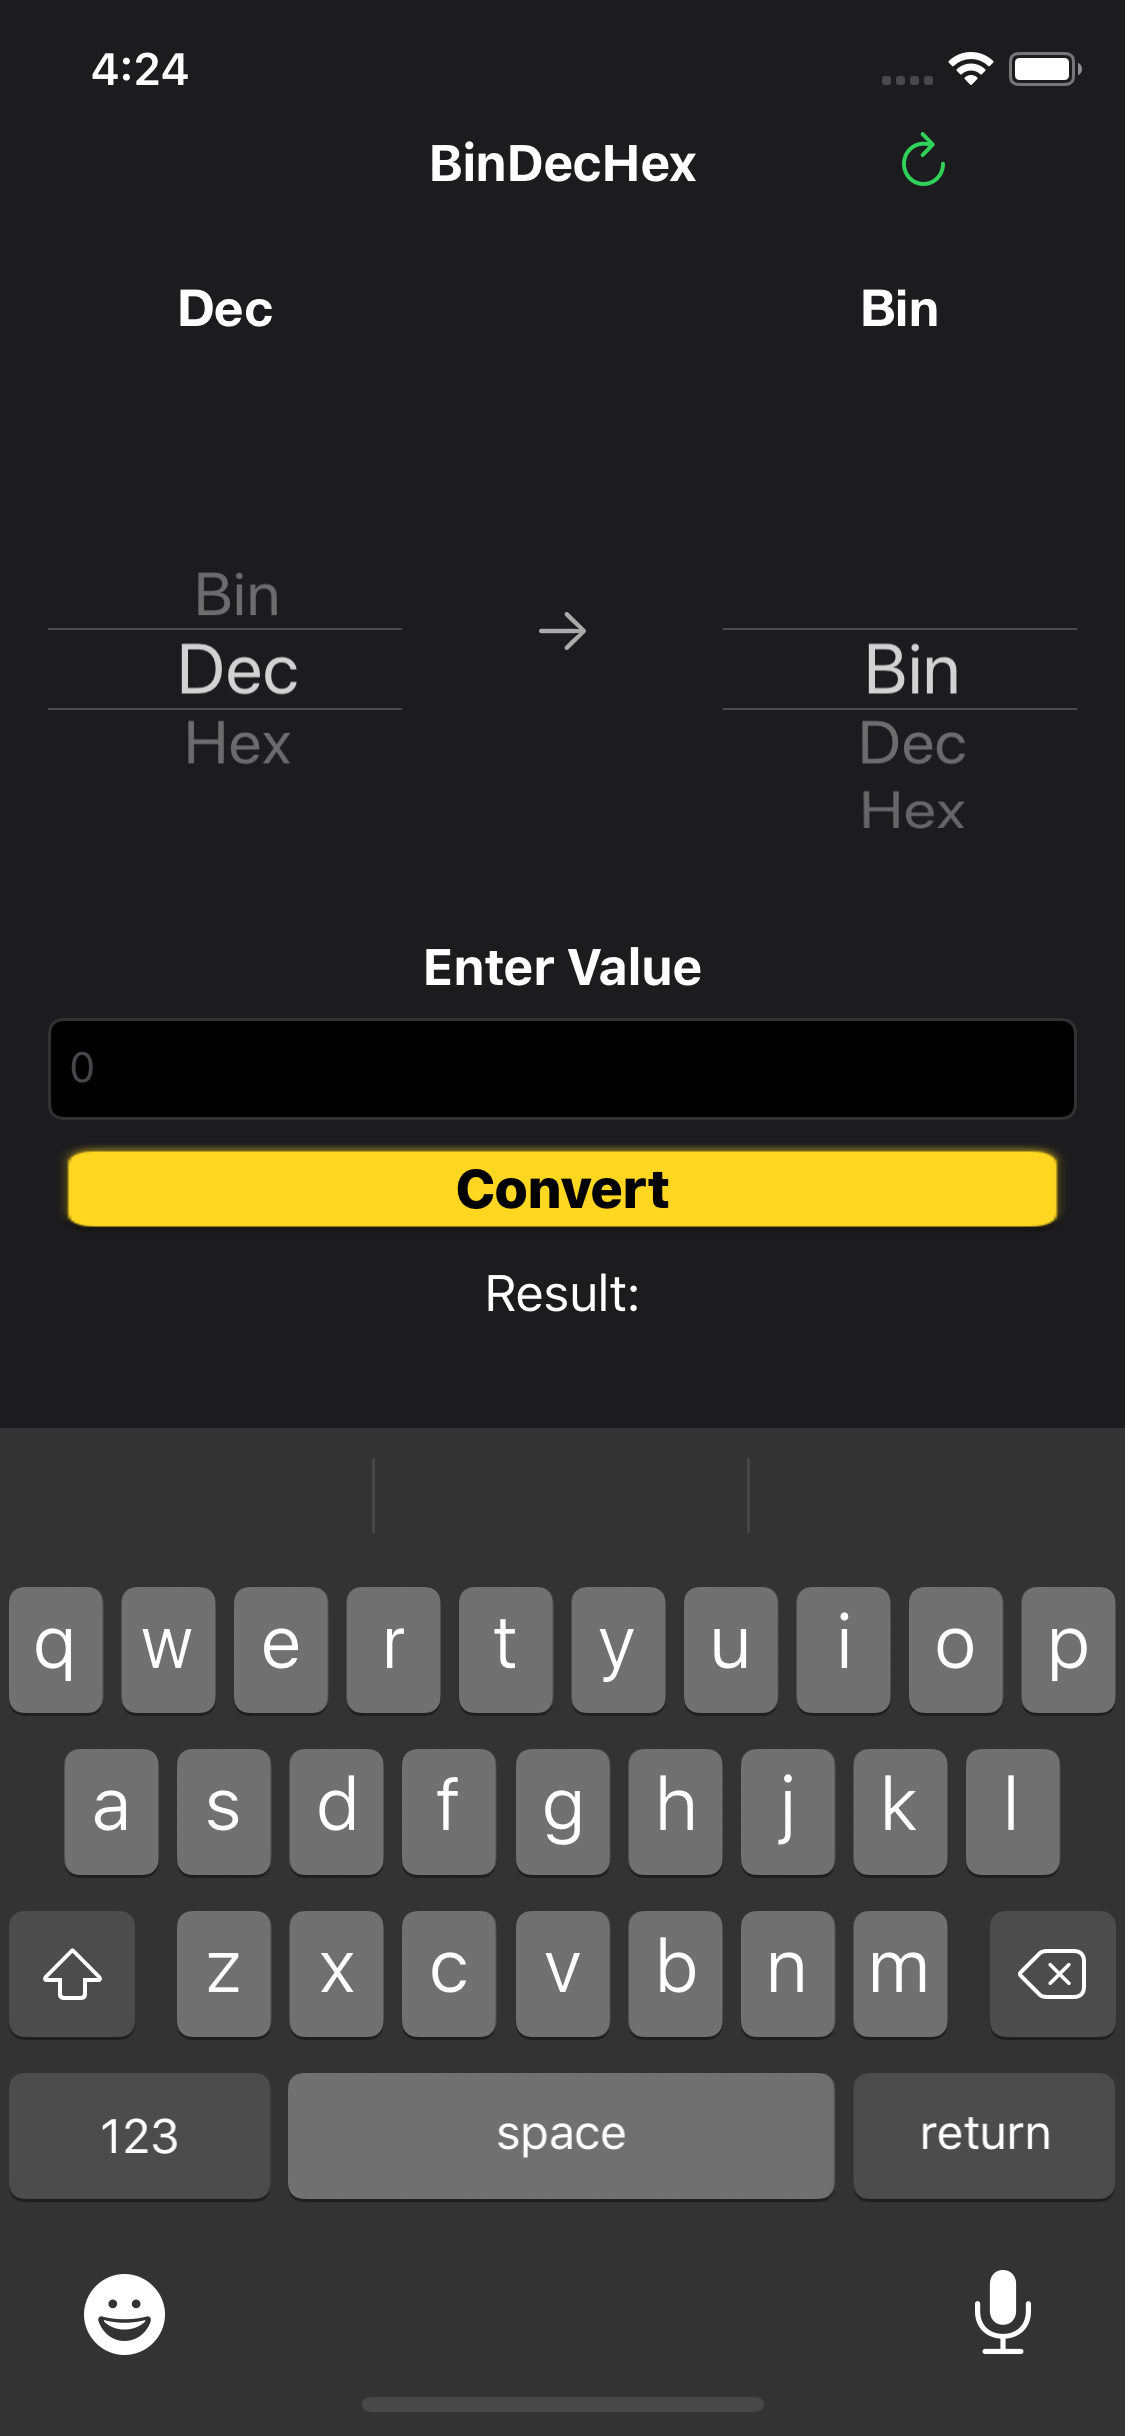 4:24
BinDecHex
Dec Bin
Bin
Dec Bin
Hex Dec
Hex
Enter Value
0
Convert
Result:
q w e r t y u i o p
a s d f g h j k l
z x c v b n m
123 space return